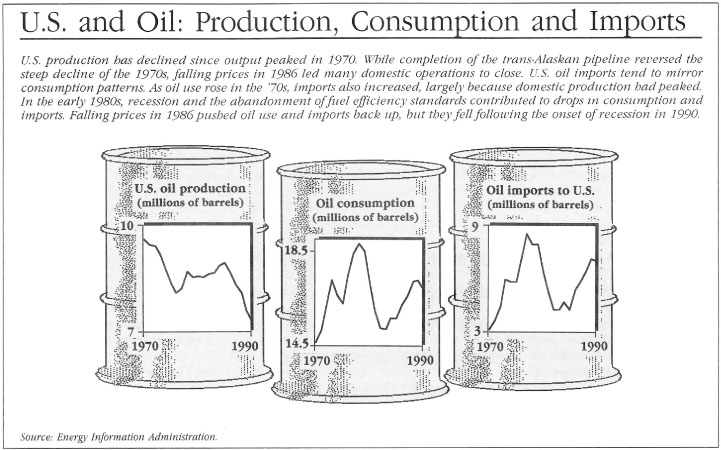 U.S. and Oil: Production, Consumption and Imports
U.S. production has declined since output peaked in 1970. While completion of the trans-Alaskan pipeline reversed the
steep decline of the 1970s, falling prices in 1986 led many domestic operations to close. U.S. oil imports tend to mirror
consumption patterns. As oil use rose in the '70s, imports also increased, largely because domestic production had peaked.
In the early 1980s, recession and the abandonment of fuel efficiency standards contributed to drops in consumption and
imports. Falling prices in 1986 pushed oil use and imports back up, but they fell following the onset of recession in 1990.
U.S. oil production
(millions of barrels)
10
7
1970
1990
Oil consumption
(millions of barrels)
18.5
14.5
1970
1990
Oil imports to U.S.
(millions of barrels)
9
3
1970
1990
Source: Energy Information Administration.